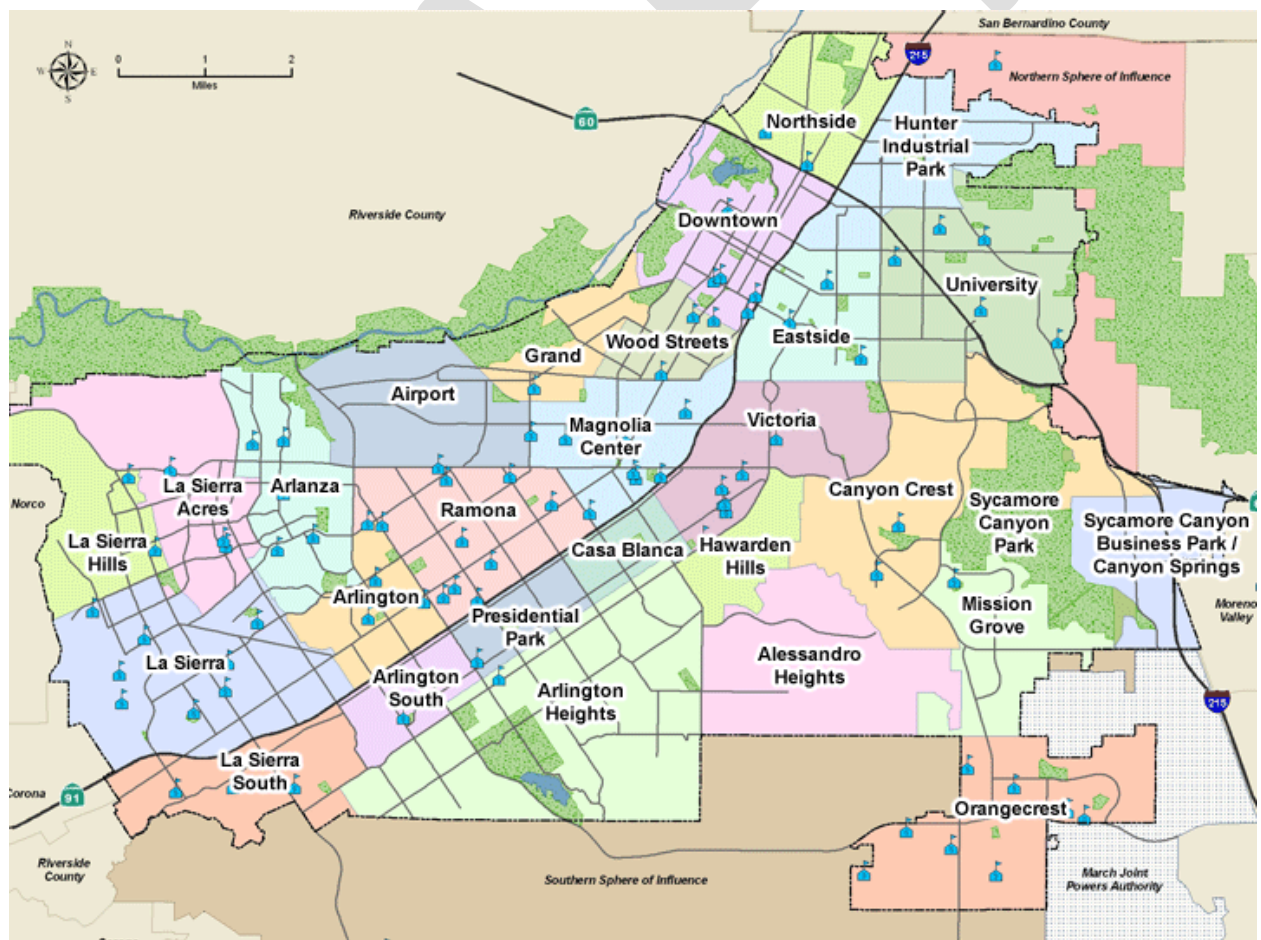 San Bernardino County
N
W E
S
0 1 2
Miles
215
Northern Sphere of Influence
60
Northside
Hunter
Industrial
Park
Riverside County
Downtown
University
Eastside
Wood Streets
Grand
Airport
Magnolia
Center
Victoria
La Sierra
Acres
Arlanza
Norco
Ramona
Canyon Crest
Sycamore
Canyon
Park
Sycamore Canyon
Business Park /
Canyon Springs
La Sierra
Hills
Casa Blanca
Hawarden
Hills
Arlington
Presidential
Park
Mission
Grove
Moreno
Valley
La Sierra
Alessandro
Heights
Arlington
South
Arlington
Heights
215
La Sierra
South
Corona
91
Orangecrest
Riverside
County
Southern Sphere of Influence
March Joint
Powers Authority